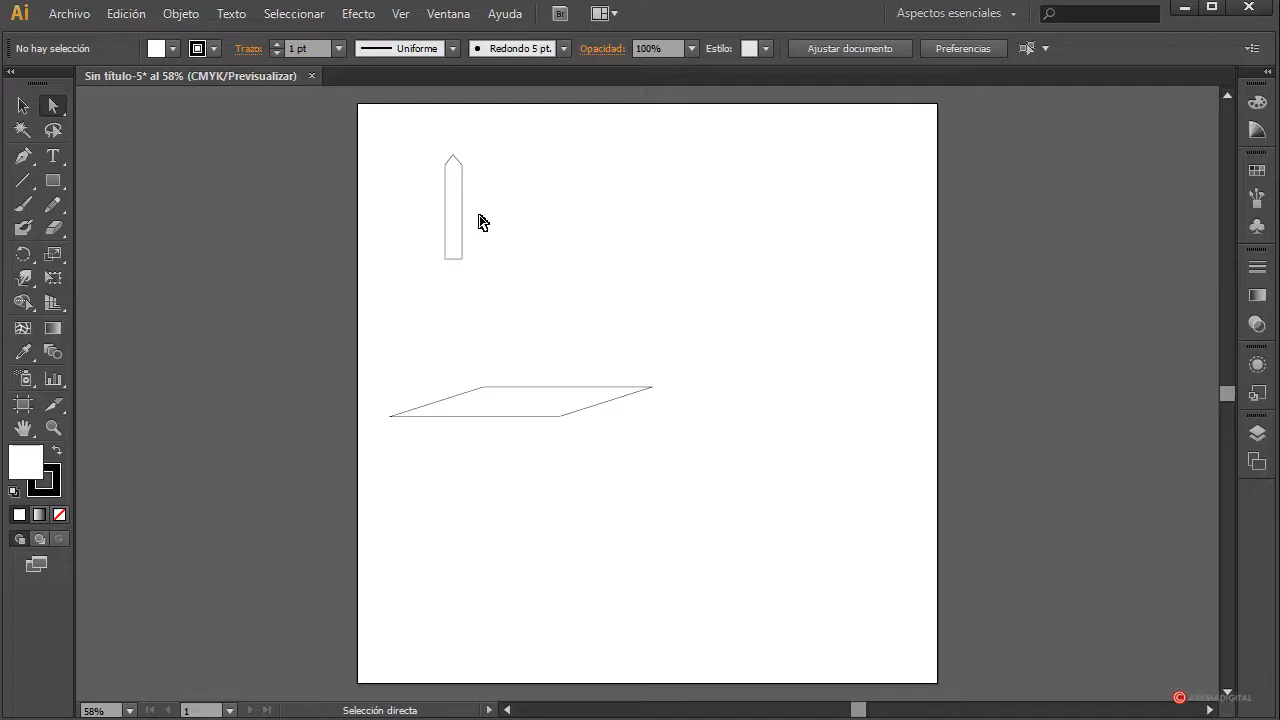 Ai Archivo Edición Objeto Texto Seleccionar Efecto Ver Ventana Ayuda Br Aspectos esenciales
No hay selección Trazo: 1 pt Uniforme Redondo 5 pt. Opacidad: 100% Estilo: Ajustar documento Preferencias
Sin título-5* al 58% (CMYK/Previsualizar)
T
58% 1 Selección directa